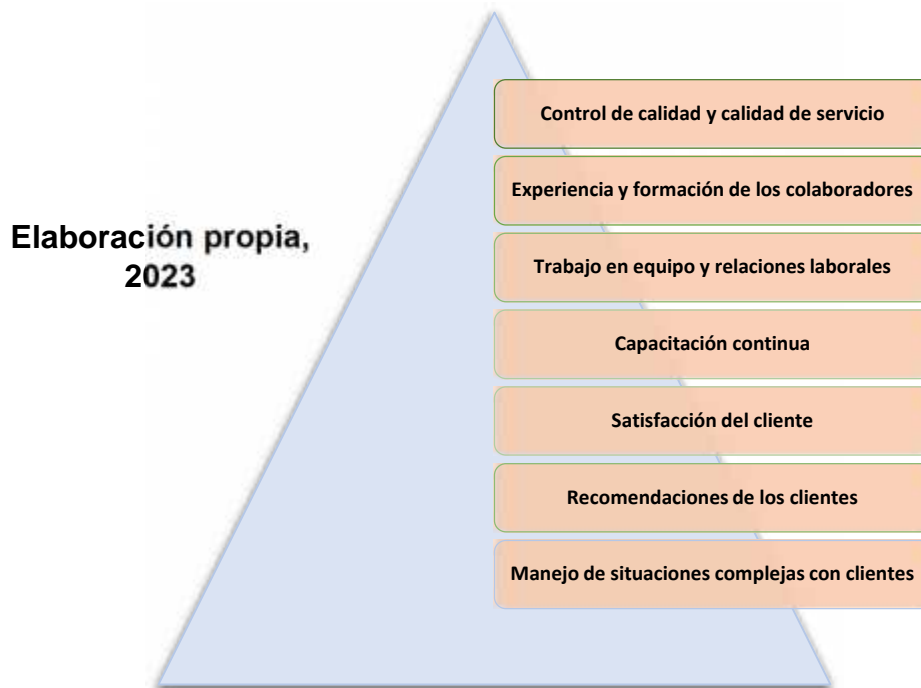 Control de calidad y calidad de servicio
Experiencia y formación de los colaboradores
Elaboración propia,
2023
Trabajo en equipo y relaciones laborales
Capacitación continua
Satisfacción del cliente
Recomendaciones de los clientes
Manejo de situaciones complejas con clientes